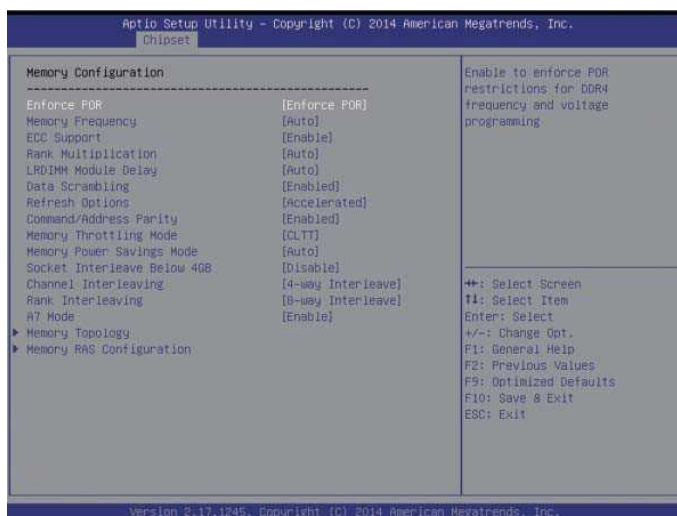 Aptio Setup Utility – Copyright (C) 2014 American Megatrends, Inc.
Chipset
Memory Configuration
Enforce POR [Enforce POR]
Memory Frequency [Auto]
ECC Support [Enable]
Rank Multiplication [Auto]
LRDIMM Module Delay [Auto]
Data Scrambling [Enabled]
Refresh Options [Accelerated]
Command/Address Parity [Enabled]
Memory Throttling Mode [CLTT]
Memory Power Savings Mode [Auto]
Socket Interleave Below 4GB [Disable]
Channel Interleaving [4-way Interleave]
Rank Interleaving [8-way Interleave]
A7 Mode [Enable]
Memory Topology
Memory RAS Configuration
Enable to enforce POR
restrictions for DDR4
frequency and voltage
programming
↔: Select Screen
↑↓: Select Item
Enter: Select
+/-: Change Opt.
F1: General Help
F2: Previous Values
F9: Optimized Defaults
F10: Save & Exit
ESC: Exit
Version 2.17.1245. Copyright (C) 2014 American Megatrends, Inc.